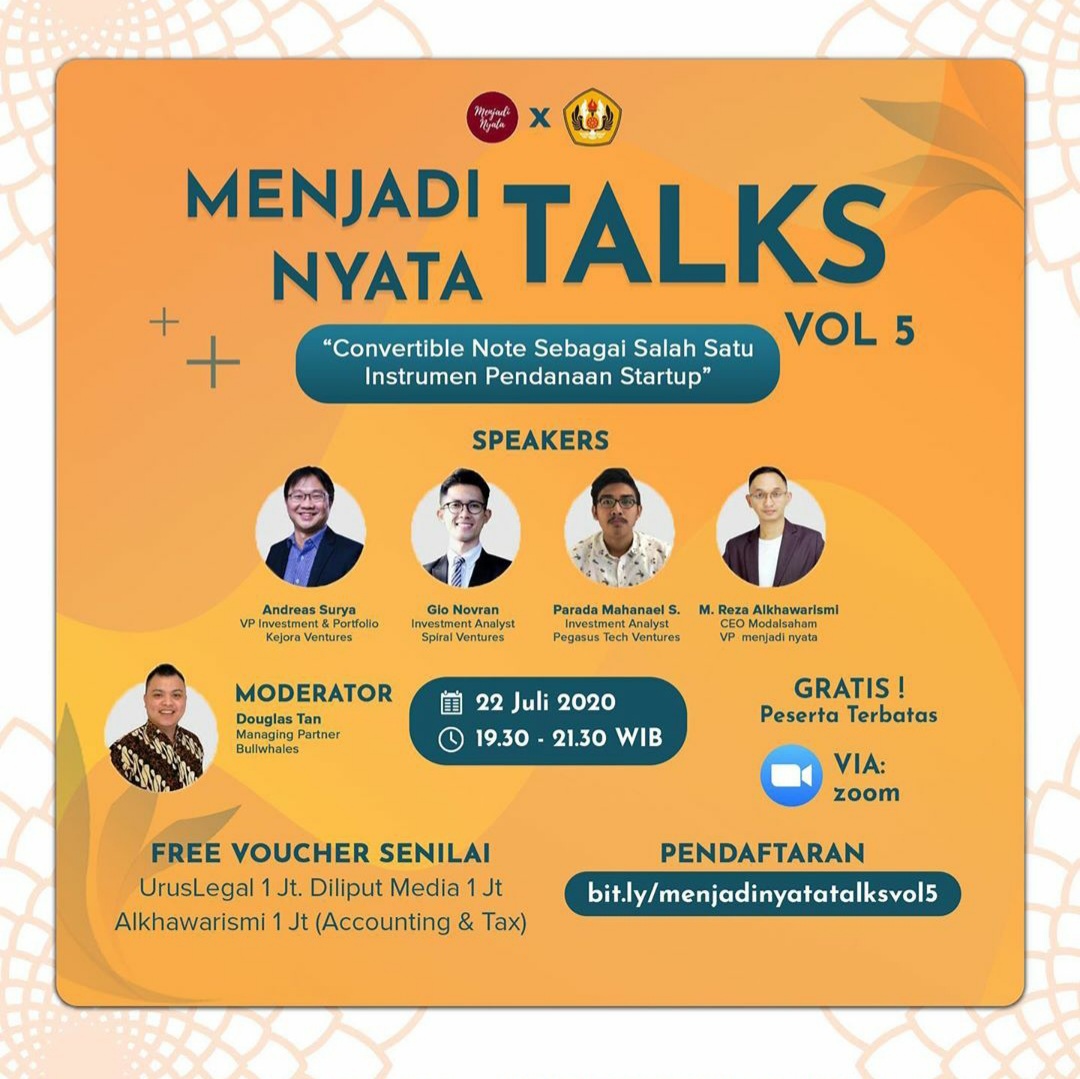 Menjadi
Nyata
X
MENJADI
NYATA
TALKS
VOL 5
“Convertible Note Sebagai Salah Satu
Instrumen Pendanaan Startup”
SPEAKERS
Andreas Surya
VP Investment & Portfolio
Kejora Ventures
Gio Novran
Investment Analyst
Spiral Ventures
Parada Mahanael S.
Investment Analyst
Pegasus Tech Ventures
M. Reza Alkhawarismi
CEO Modalsaham
VP menjadi nyata
MODERATOR
Douglas Tan
Managing Partner
Bullwhales
22 Juli 2020
19.30 - 21.30 WIB
GRATIS !
Peserta Terbatas
VIA:
zoom
FREE VOUCHER SENILAI
UrusLegal 1 Jt. Diliput Media 1 Jt
Alkhawarismi 1 Jt (Accounting & Tax)
PENDAFTARAN
bit.ly/menjadinyatatalksvol5